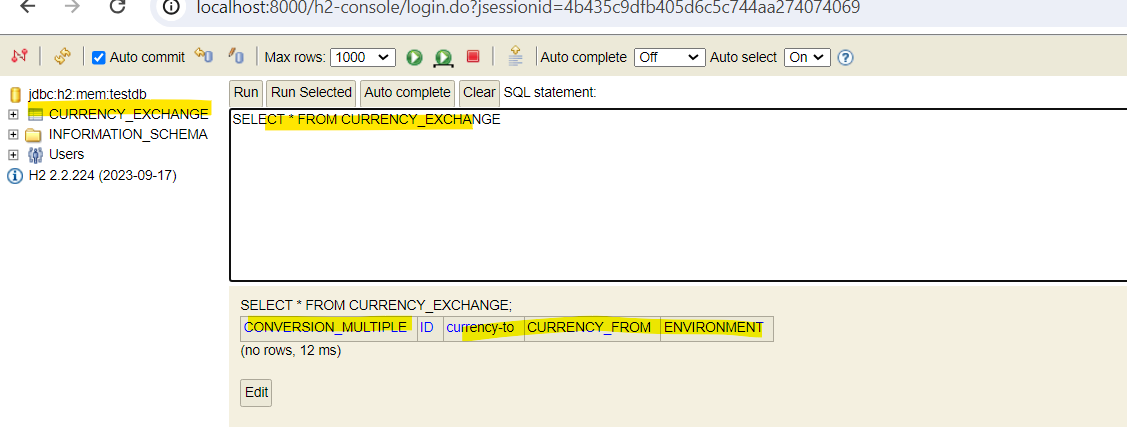 localhost:8000/h2-console/login.do?jsessionid=4b435c9dfb405d6c5c744aa274074069
Auto commit Max rows: 1000 Auto complete Off Auto select On ?
jdbc:h2:mem:testdb
CURRENCY_EXCHANGE
INFORMATION_SCHEMA
Users
H2 2.2.224 (2023-09-17)
Run Run Selected Auto complete Clear SQL statement:
SELECT * FROM CURRENCY_EXCHANGE
SELECT * FROM CURRENCY_EXCHANGE;
CONVERSION_MULTIPLE ID currency-to CURRENCY_FROM ENVIRONMENT
(no rows, 12 ms)
Edit